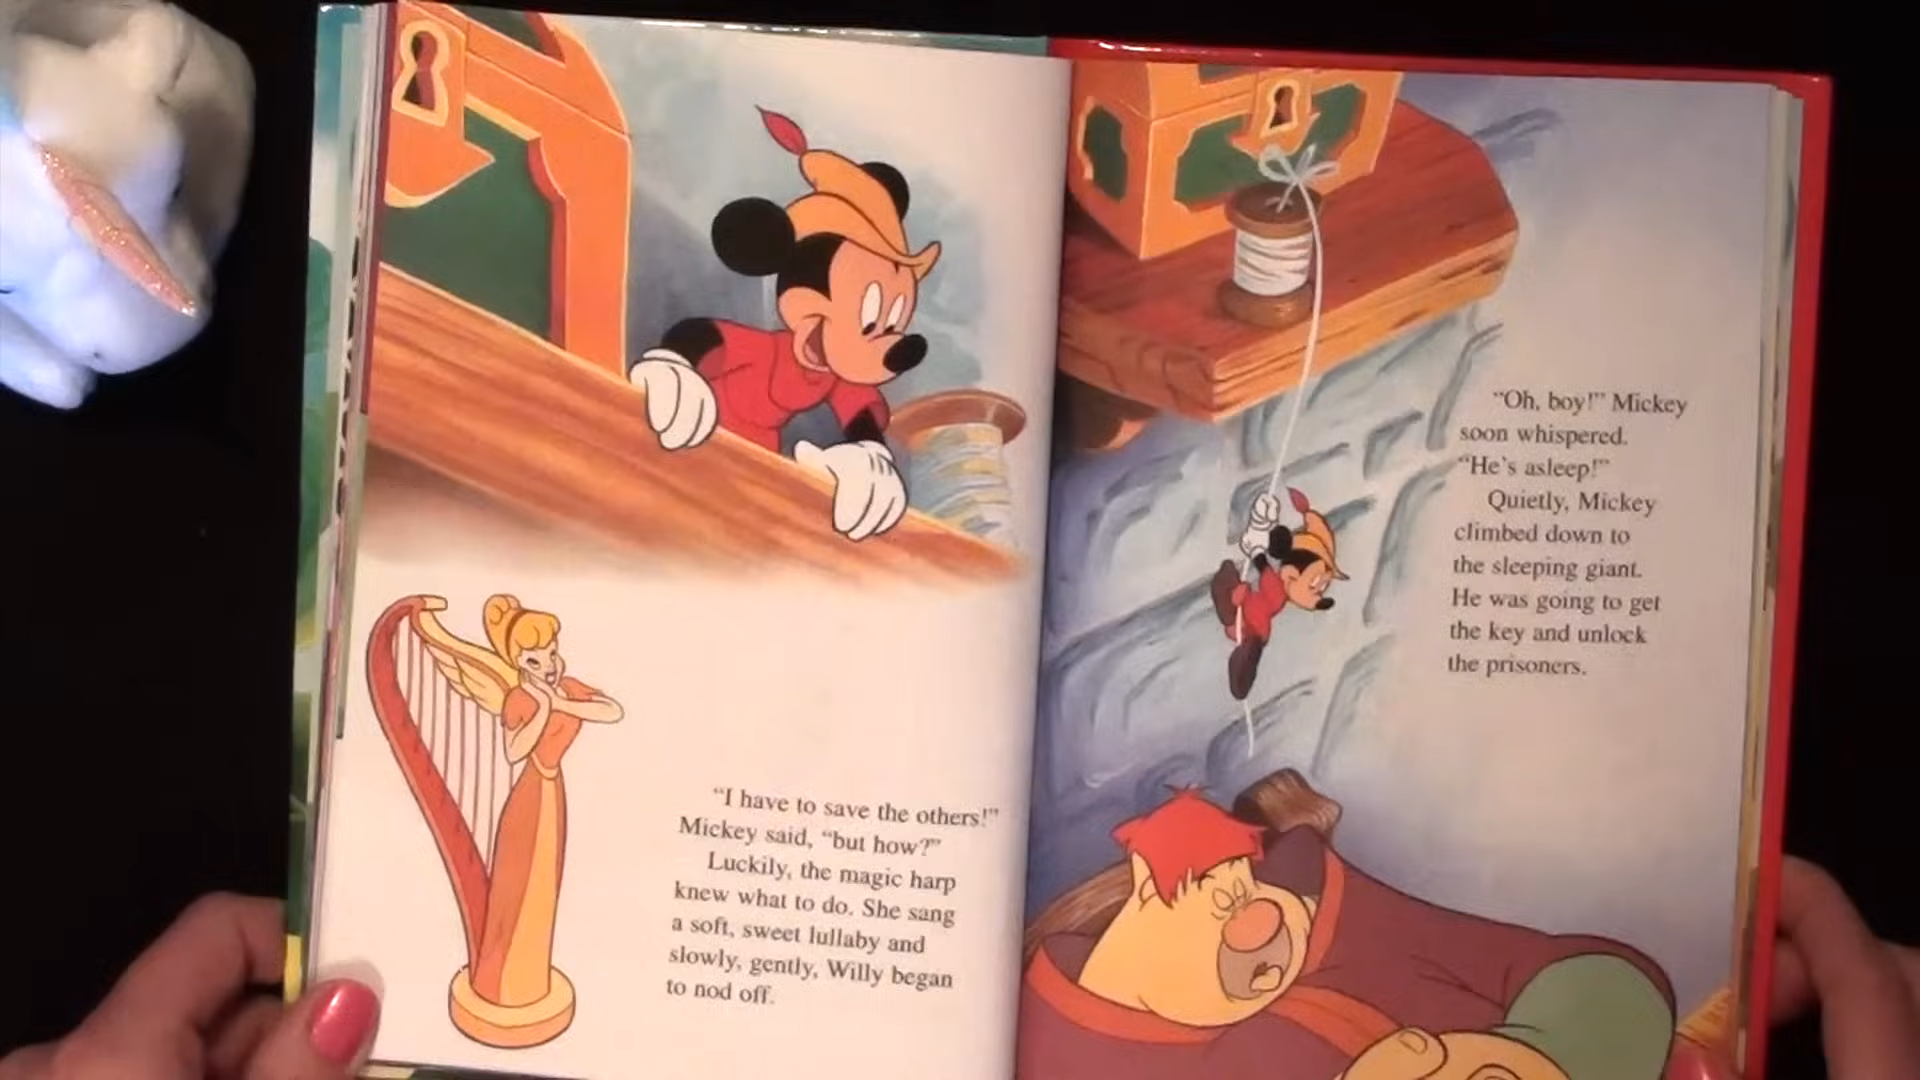 “I have to save the others!”
Mickey said, “but how?”
Luckily, the magic harp
knew what to do. She sang
a soft, sweet lullaby and
slowly, gently, Willy began
to nod off.
“Oh, boy!” Mickey
soon whispered.
“He’s asleep!”
Quietly, Mickey
climbed down to
the sleeping giant.
He was going to get
the key and unlock
the prisoners.